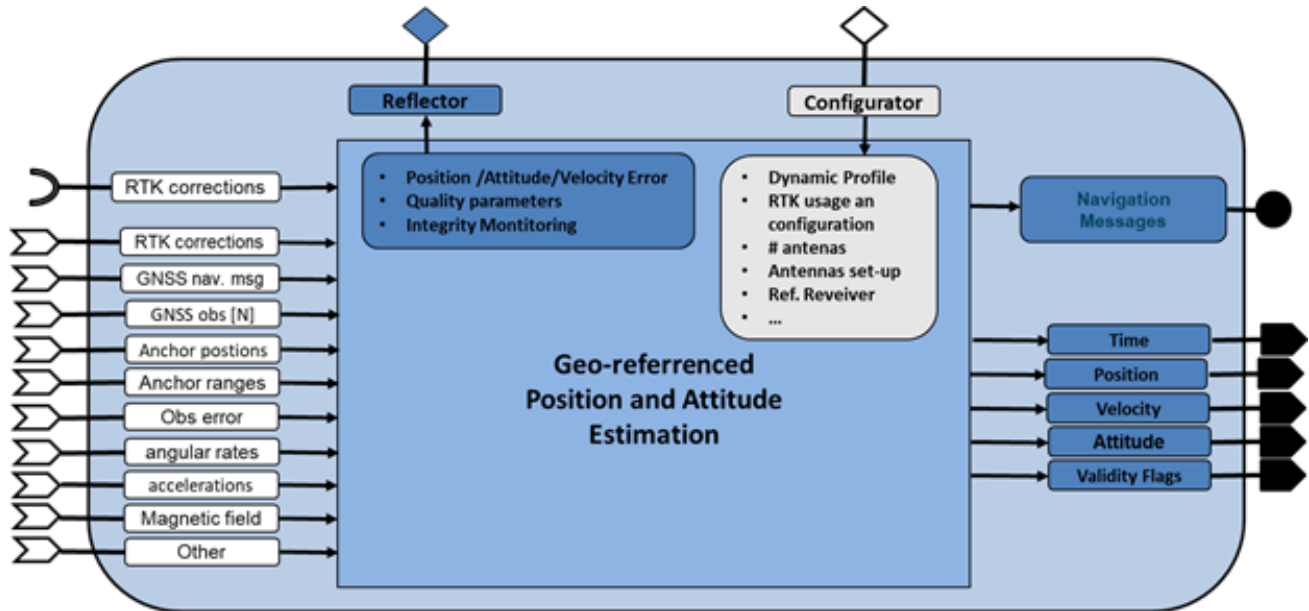 Reflector
Configurator
RTK corrections
RTK corrections
GNSS nav. msg
GNSS obs [N]
Anchor postions
Anchor ranges
Obs error
angular rates
accelerations
Magnetic field
Other
• Position /Attitude/Velocity Error
• Quality parameters
• Integrity Montitoring
• Dynamic Profile
• RTK usage an
configuration
• # antenas
• Antennas set-up
• Ref. Reveiver
• ...
Geo-referrenced
Position and Attitude
Estimation
Navigation
Messages
Time
Position
Velocity
Attitude
Validity Flags